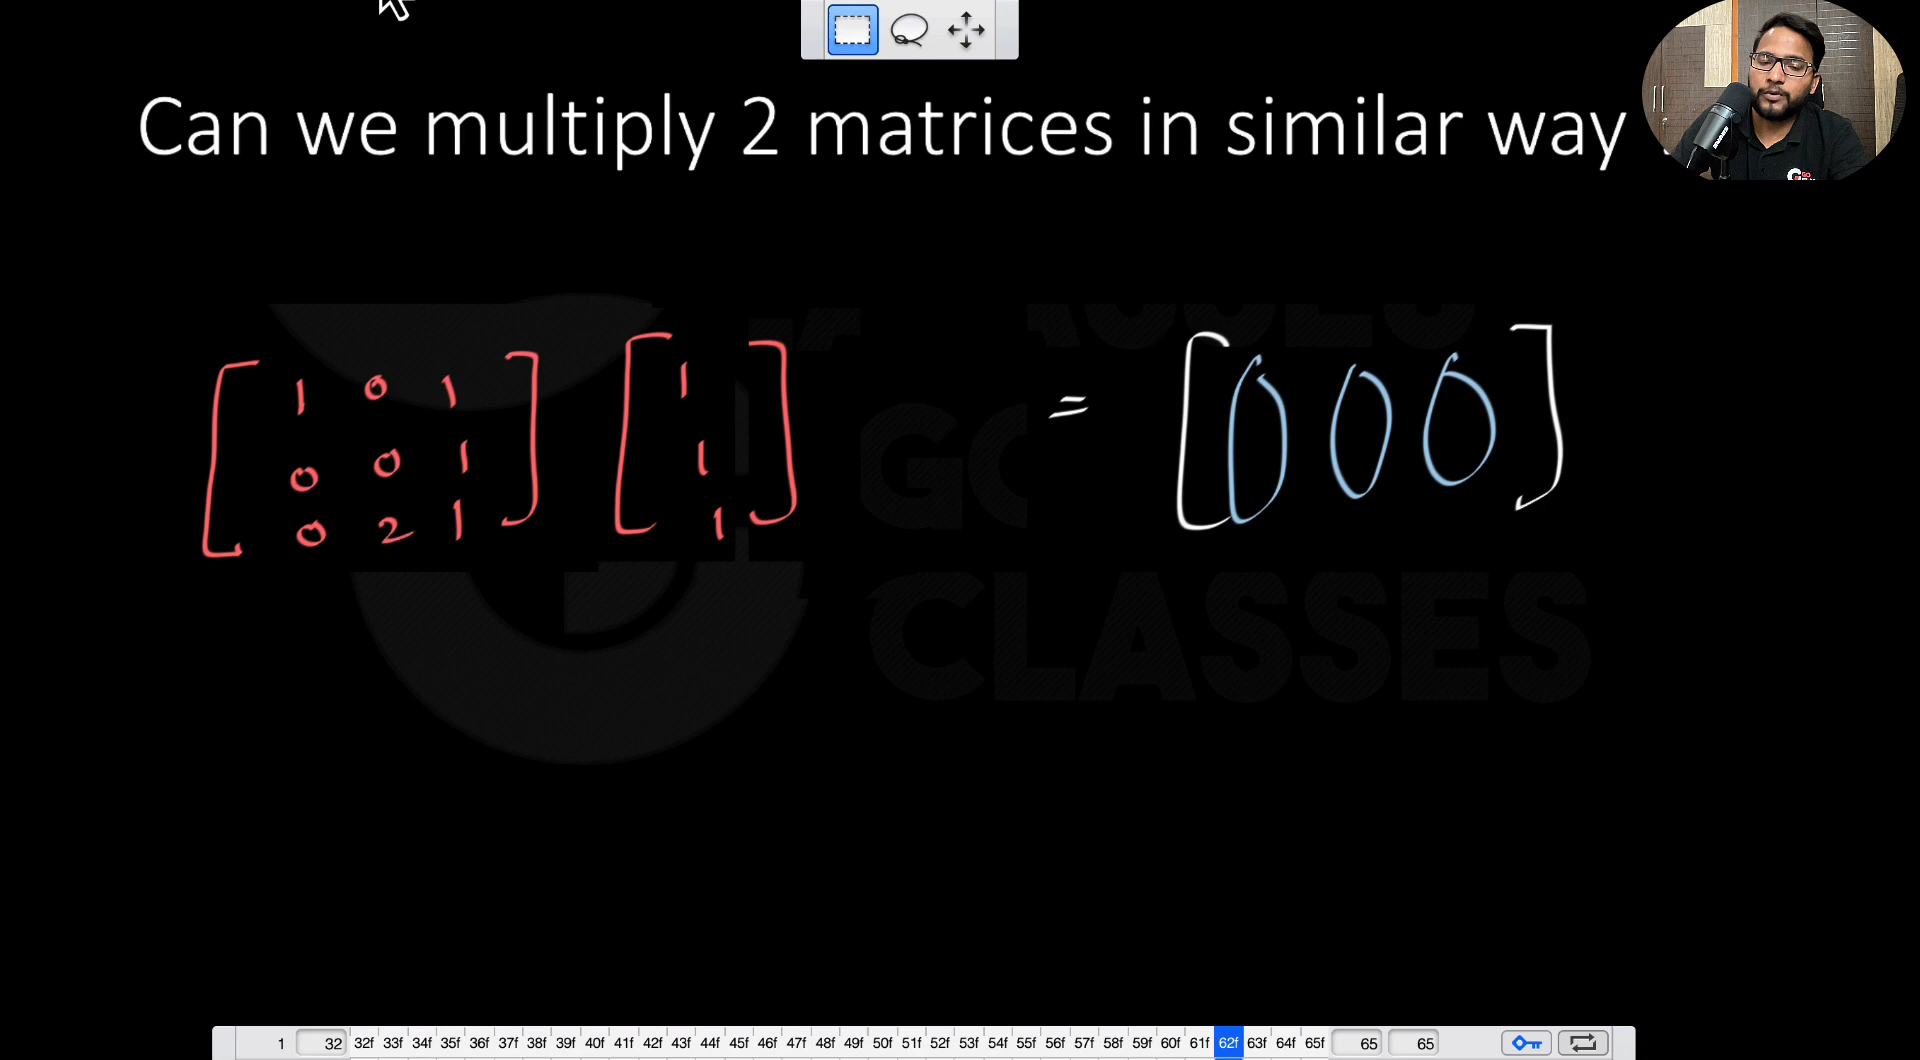 Can we multiply 2 matrices in similar way
1 0 1
0 0 1
0 2 1
1
1
1
=
0 0 0
GO
CLASSES
1 32 32f 33f 34f 35f 36f 37f 38f 39f 40f 41f 42f 43f 44f 45f 46f 47f 48f 49f 50f 51f 52f 53f 54f 55f 56f 57f 58f 59f 60f 61f 62f 63f 64f 65f 65 65